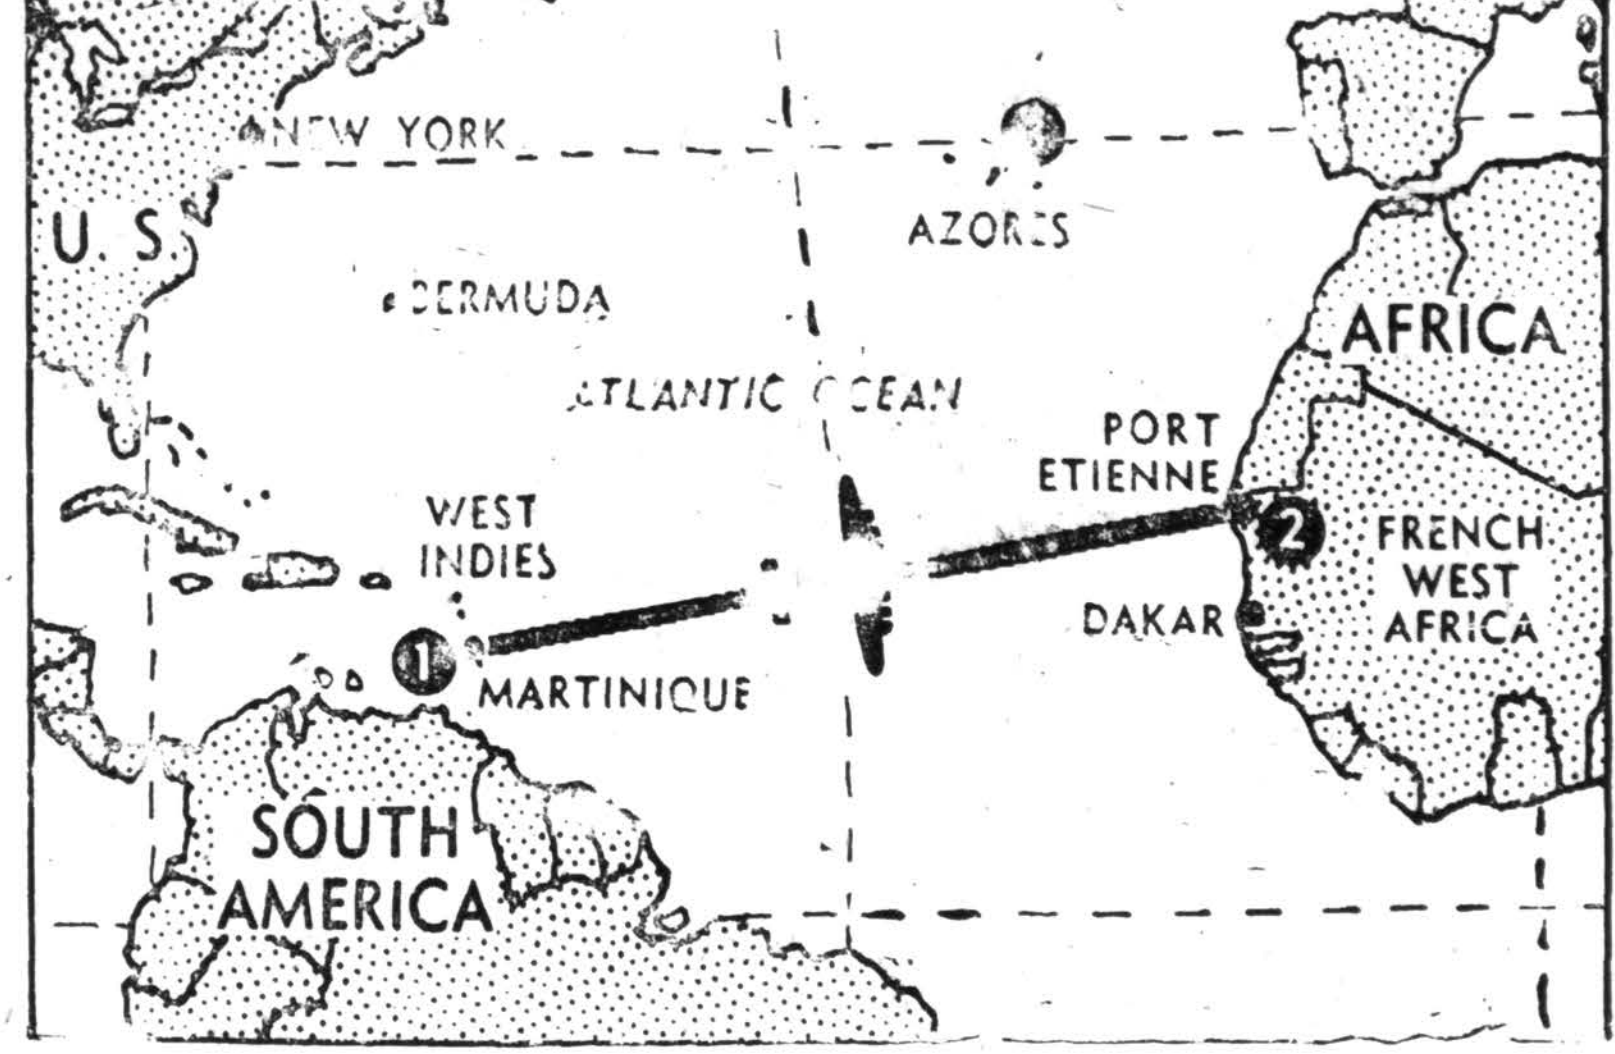 NEW YORK
U. S.
AZORES
BERMUDA
AFRICA
ATLANTIC OCEAN
PORT
ETIENNE
WEST
INDIES
2
FRENCH
WEST
AFRICA
DAKAR
1
MARTINIQUE
SOUTH
AMERICA